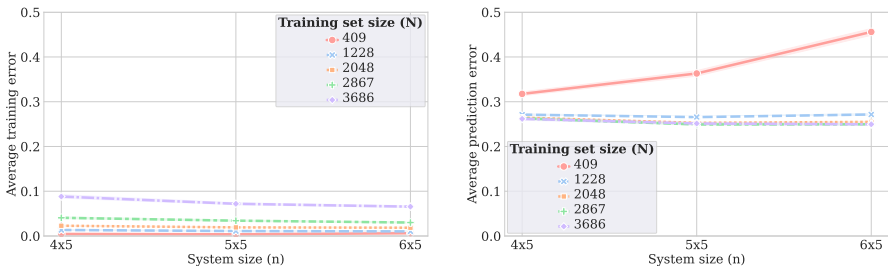 Average training error
0.5
0.4
0.3
0.2
0.1
0.0
Training set size (N)
409
1228
2048
2867
3686
4x5
5x5
6x5
System size (n)
Average prediction error
0.5
0.4
0.3
0.2
0.1
0.0
Training set size (N)
409
1228
2048
2867
3686
4x5
5x5
6x5
System size (n)